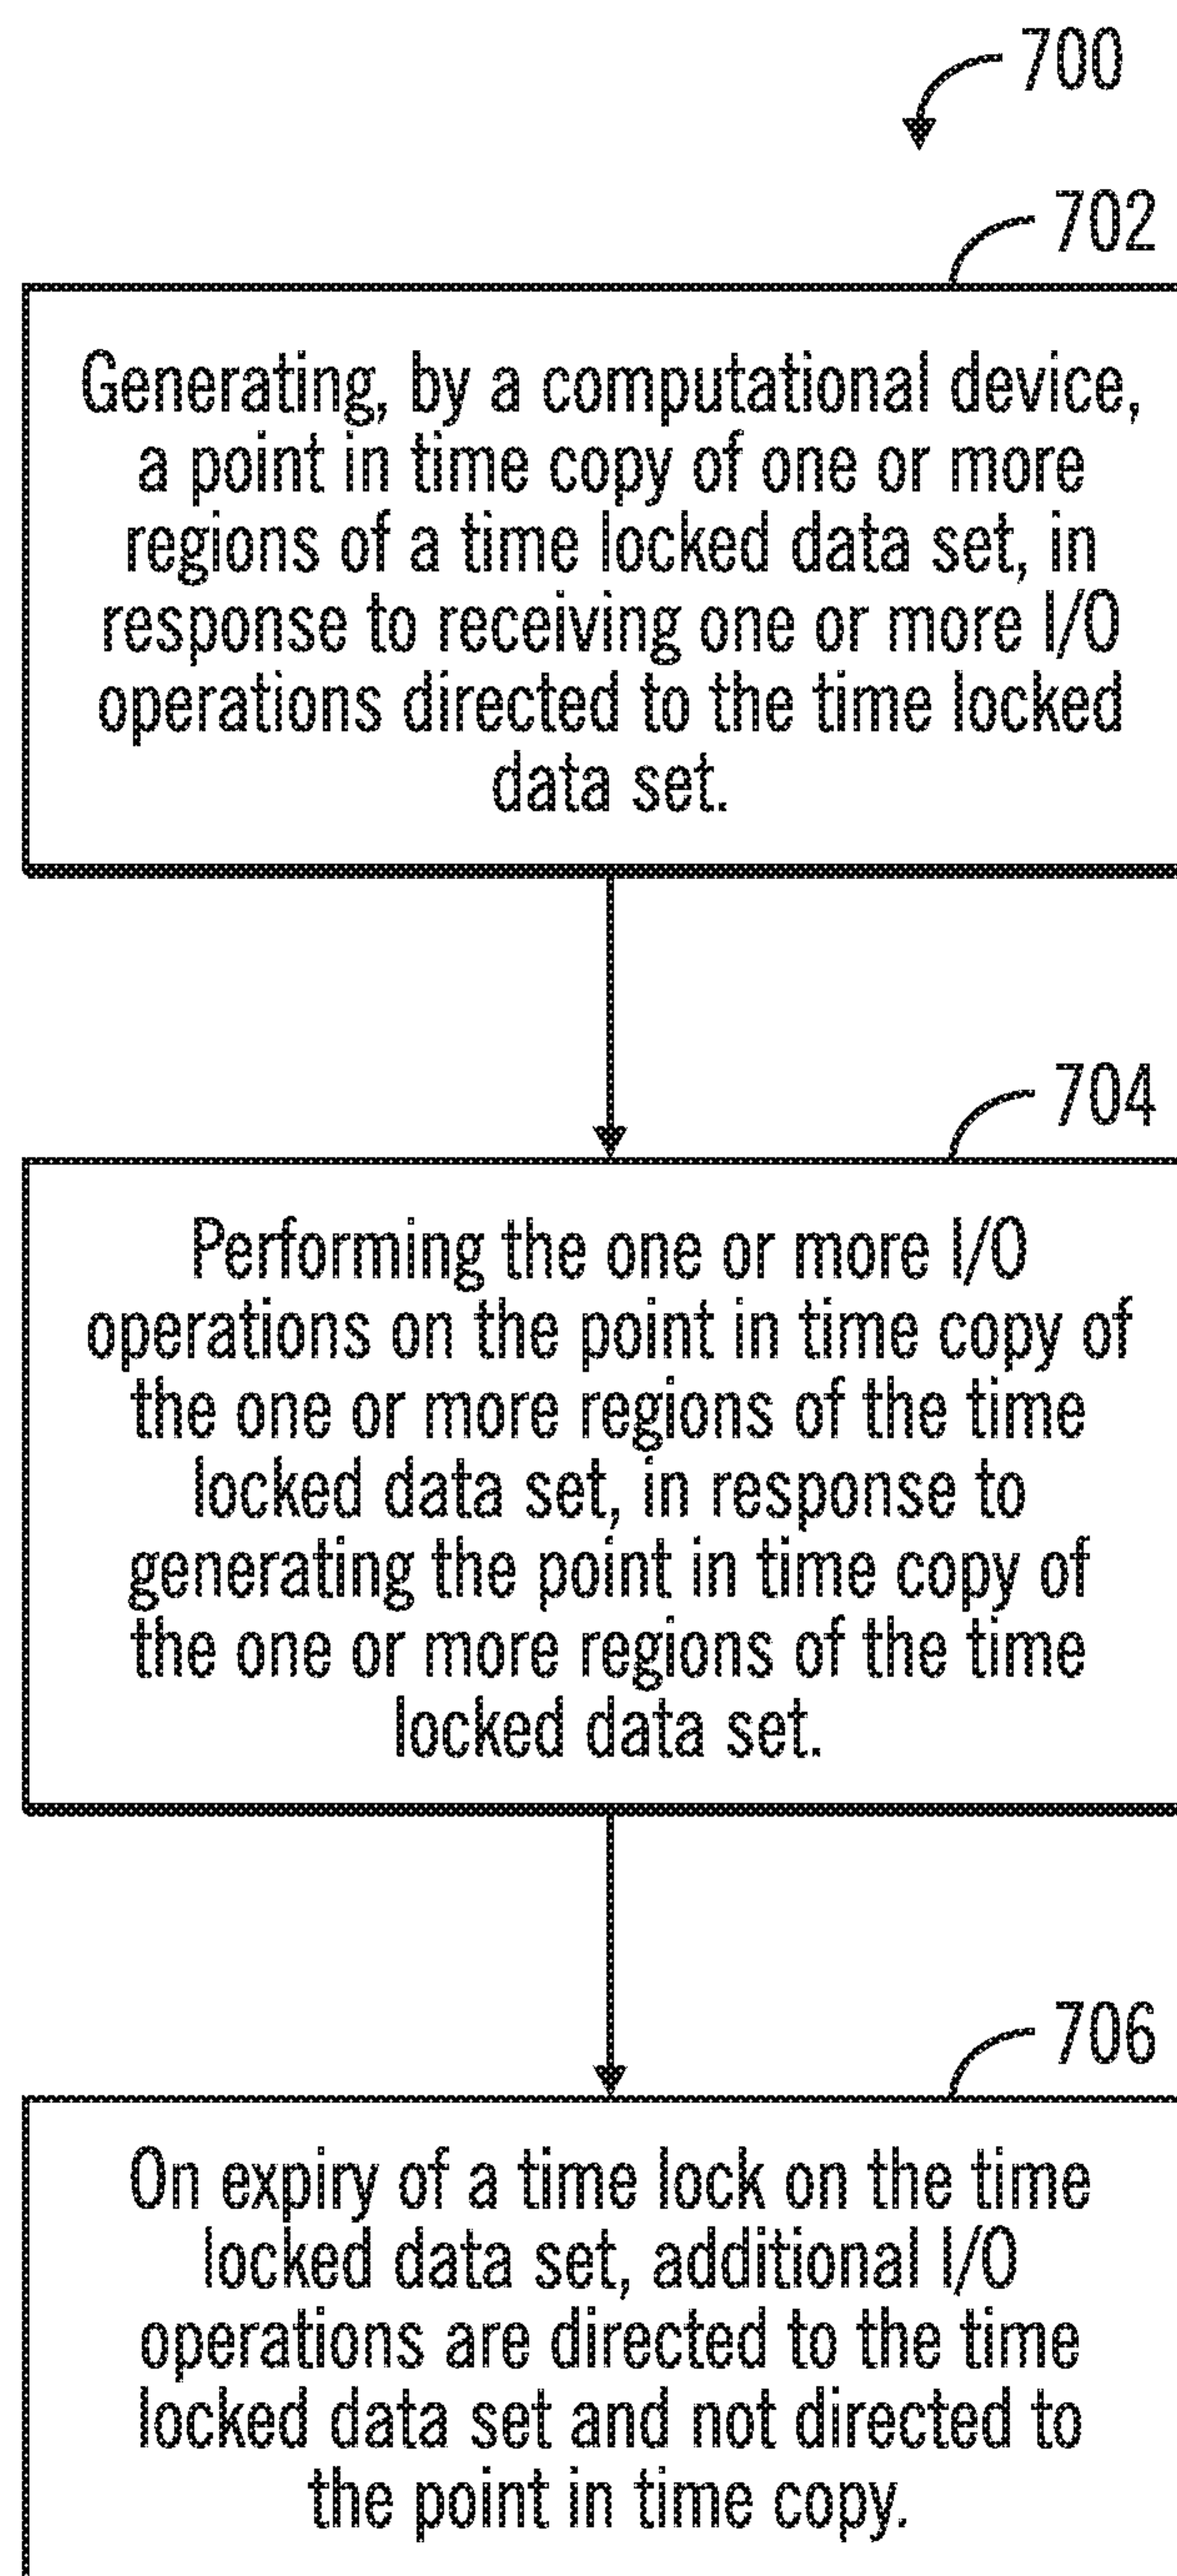 700
702
Generating, by a computational device,
a point in time copy of one or more
regions of a time locked data set, in
response to receiving one or more I/O
operations directed to the time locked
data set.
704
Performing the one or more I/O
operations on the point in time copy of
the one or more regions of the time
locked data set, in response to
generating the point in time copy of
the one or more regions of the time
locked data set.
706
On expiry of a time lock on the time
locked data set, additional I/O
operations are directed to the time
locked data set and not directed to
the point in time copy.